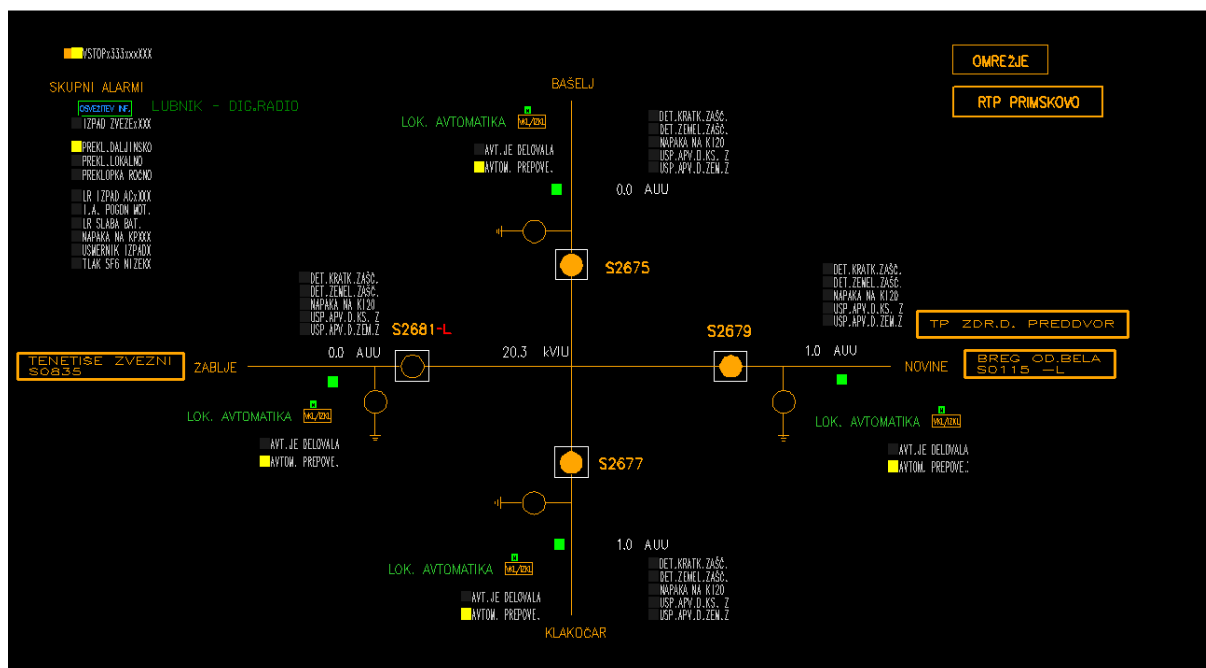 VSTOPx333xxxXXX
SKUPNI ALARMI
OSVEŽITEV INF.
LUBNIK - DIG.RADIO
IZPAD ZVEZExXXX
PREKL.DALJINSKO
PREKL.LOKALNO
PREKLOPKA ROČNO
LR IZPAD ACxXXX
I.A. POGON MOT.
LR SLABA BAT.
NAPAKA NA KPXXX
USMERNIK IZPADX
TLAK SF6 NIZEKX
BAŠELJ
LOK. AVTOMATIKA
VKL/IZKL
AVT.JE DELOVALA
AVTOM. PREPOVE.
DET.KRATK.ZAŠČ.
DET.ZEMEL.ZAŠČ.
NAPAKA NA KI20
USP.APV.D.KS. Z
USP.APV.D.ZEM.Z
0.0 AUU
OMREŽJE
RTP PRIMSKOVO
S2675
DET.KRATK.ZAŠČ.
DET.ZEMEL.ZAŠČ.
NAPAKA NA KI20
USP.APV.D.KS. Z
USP.APV.D.ZEM.Z
S2681-L
S2679
DET.KRATK.ZAŠČ.
DET.ZEMEL.ZAŠČ.
NAPAKA NA KI20
USP.APV.D.KS. Z
USP.APV.D.ZEM.Z
TP ZDR.D. PREDDVOR
TENETIŠE ZVEZNI
S0835
ŽABLJE
0.0 AUU
20.3 kVIU
1.0 AUU
NOVINE
BREG OD.BELA
S0115 -L
LOK. AVTOMATIKA
VKL/IZKL
AVT.JE DELOVALA
AVTOM. PREPOVE.
LOK. AVTOMATIKA
VKL/IZKL
AVT.JE DELOVALA
AVTOM. PREPOVE.
S2677
1.0 AUU
LOK. AVTOMATIKA
VKL/IZKL
AVT.JE DELOVALA
AVTOM. PREPOVE.
DET.KRATK.ZAŠČ.
DET.ZEMEL.ZAŠČ.
NAPAKA NA KI20
USP.APV.D.KS. Z
USP.APV.D.ZEM.Z
KLAKOČAR